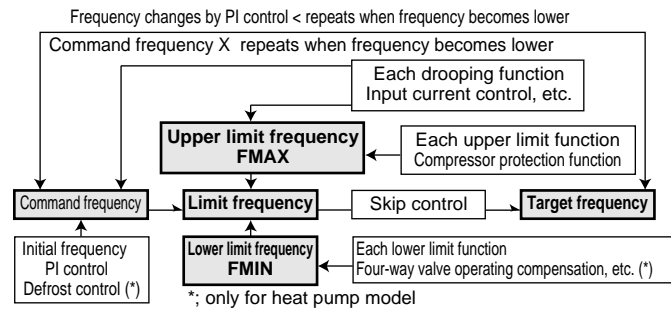 Frequency changes by PI control < repeats when frequency becomes lower
Command frequency X repeats when frequency becomes lower
Each drooping function
Input current control, etc.
Upper limit frequency
FMAX
Each upper limit function
Compressor protection function
Command frequency
Limit frequency
Skip control
Target frequency
Initial frequency
PI control
Defrost control (*)
Lower limit frequency
FMIN
Each lower limit function
Four-way valve operating compensation, etc. (*)
*; only for heat pump model